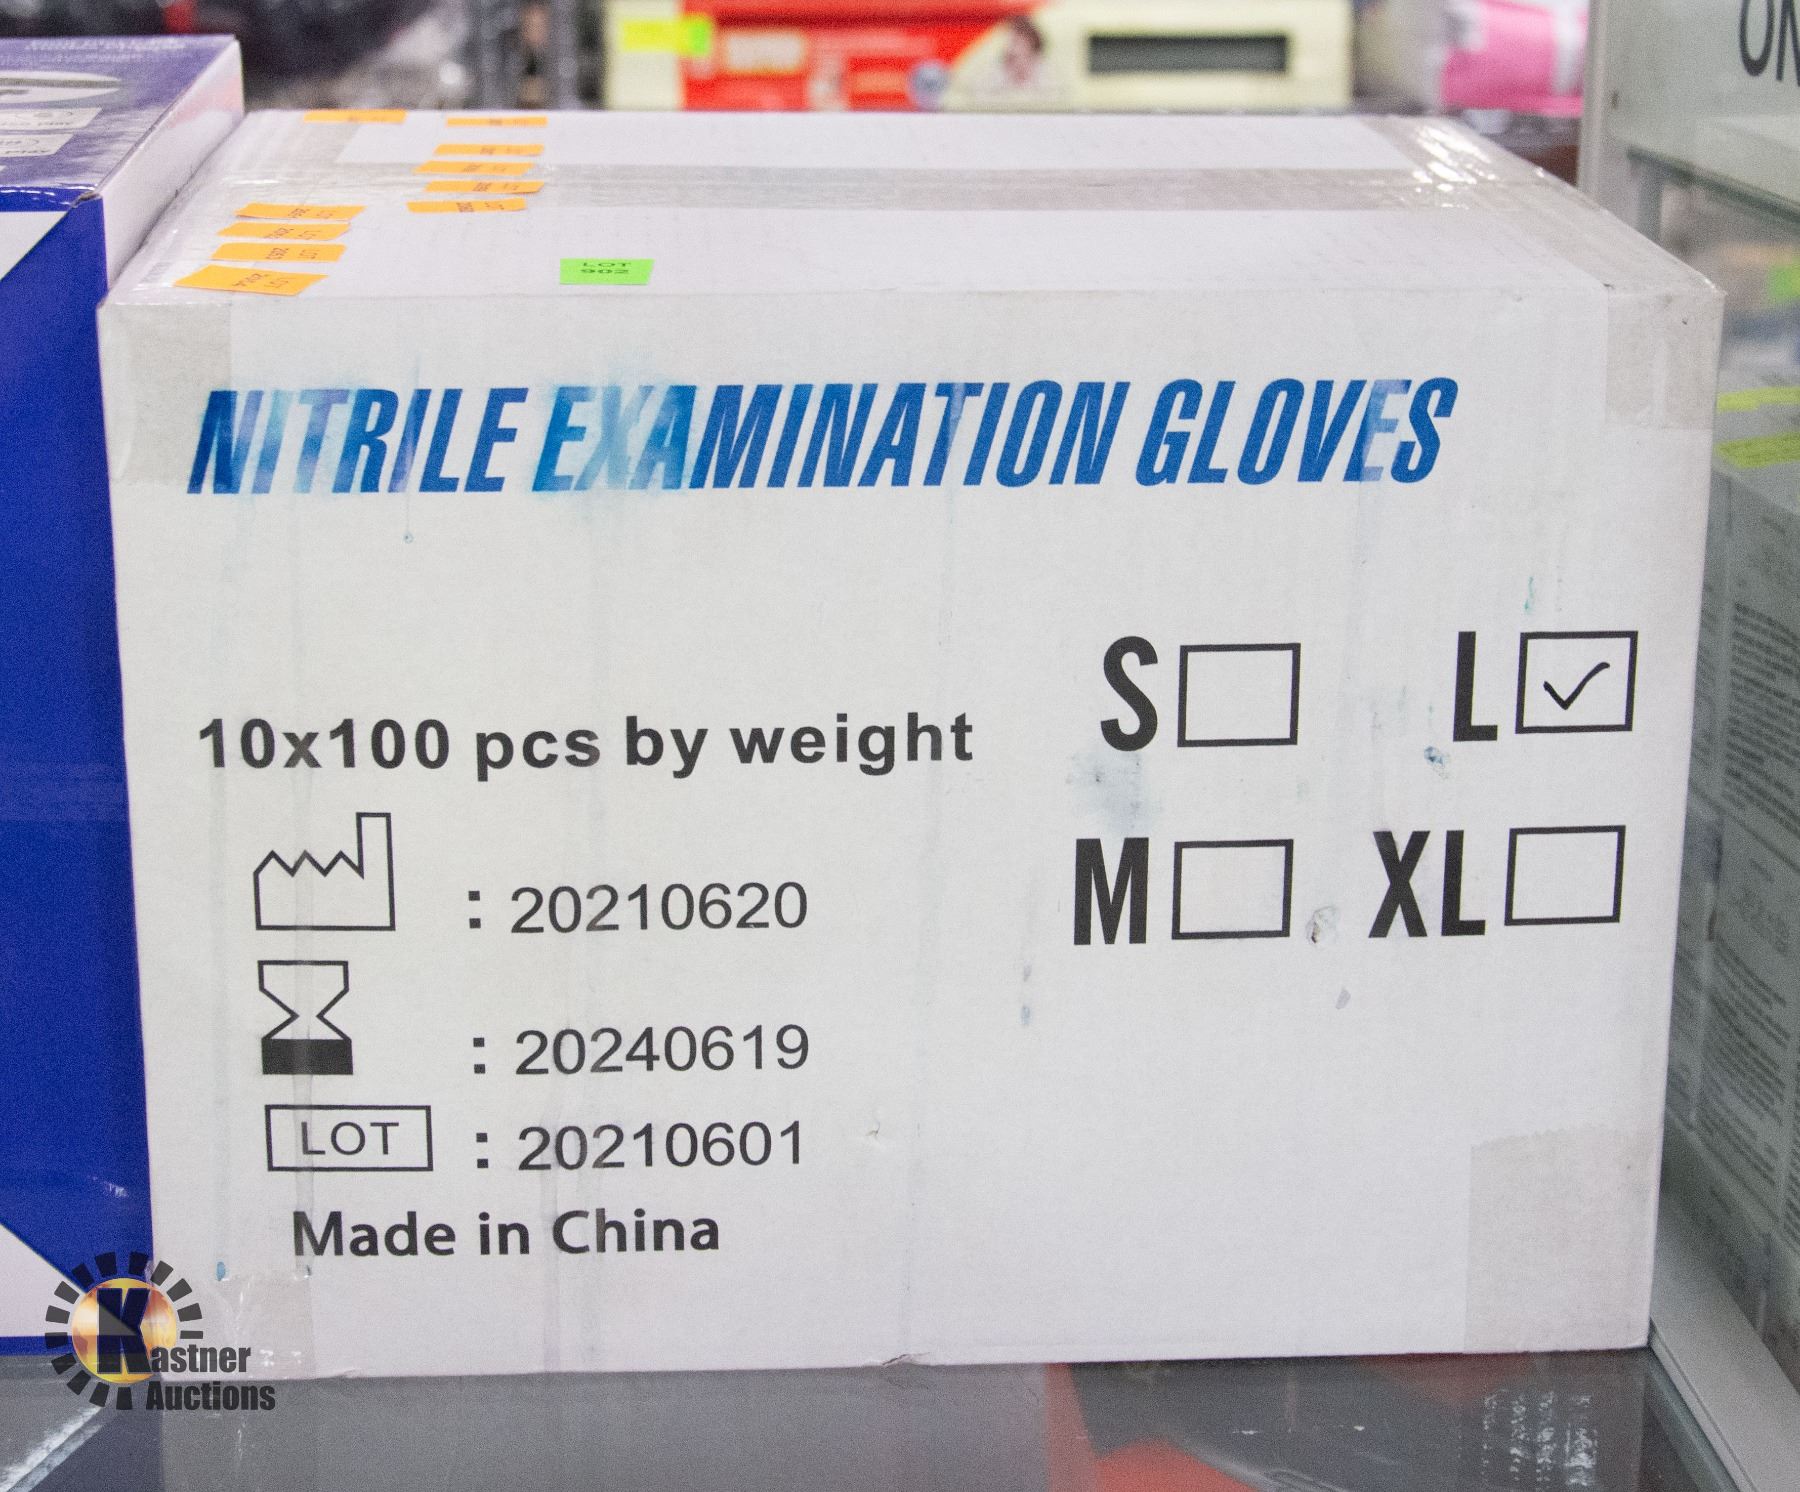 ON
LOT
902
NITRILE EXAMINATION GLOVES
S L
10x100 pcs by weight
M XL
: 20210620
: 20240619
LOT : 20210601
Made in China
Kastner
Auctions